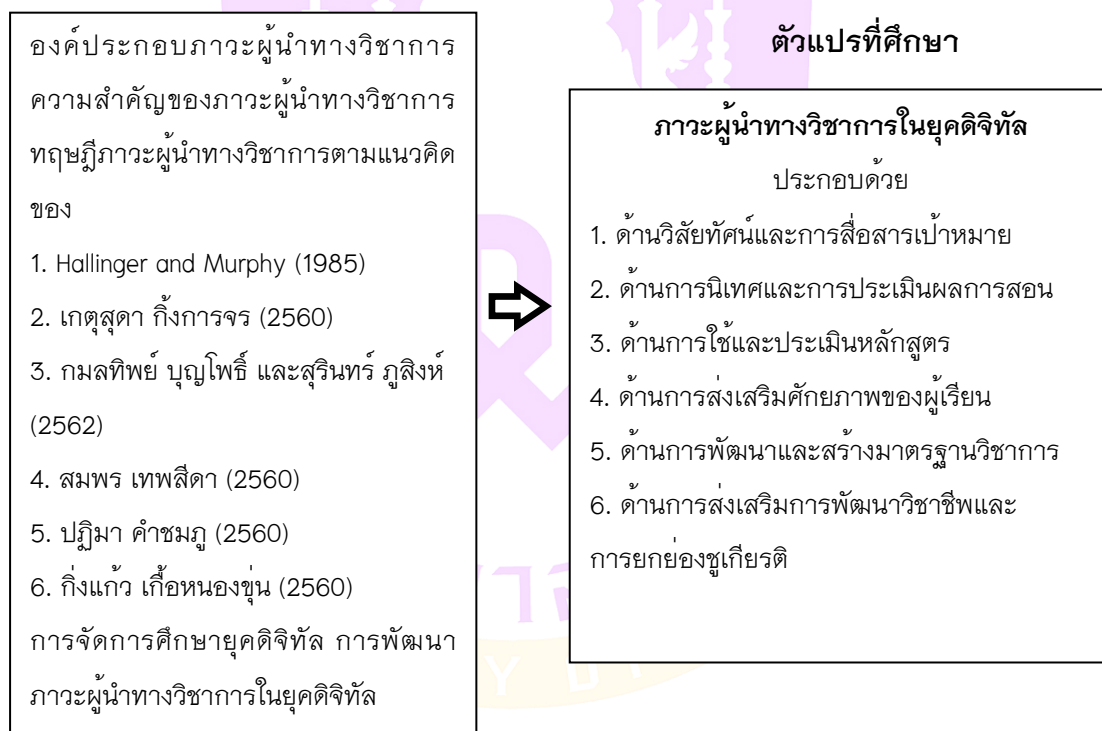 องค์ประกอบภาวะผู้นำทางวิชาการ
ความสำคัญของภาวะผู้นำทางวิชาการ
ทฤษฎีภาวะผู้นำทางวิชาการตามแนวคิด
ของ
1. Hallinger and Murphy (1985)
2. เกตุสุดา กิ้งการจร (2560)
3. กมลทิพย์ บุญโพธิ์ และสุรินทร์ ภูสิงห์
(2562)
4. สมพร เทพสีดา (2560)
5. ปฏิมา คำชมภู (2560)
6. กิ่งแก้ว เกื้อหนองขุ่น (2560)
การจัดการศึกษายุคดิจิทัล การพัฒนา
ภาวะผู้นำทางวิชาการในยุคดิจิทัล
ตัวแปรที่ศึกษา
ภาวะผู้นำทางวิชาการในยุคดิจิทัล
ประกอบด้วย
1. ด้านวิสัยทัศน์และการสื่อสารเป้าหมาย
2. ด้านการนิเทศและการประเมินผลการสอน
3. ด้านการใช้และประเมินหลักสูตร
4. ด้านการส่งเสริมศักยภาพของผู้เรียน
5. ด้านการพัฒนาและสร้างมาตรฐานวิชาการ
6. ด้านการส่งเสริมการพัฒนาวิชาชีพและ
การยกย่องชูเกียรติ